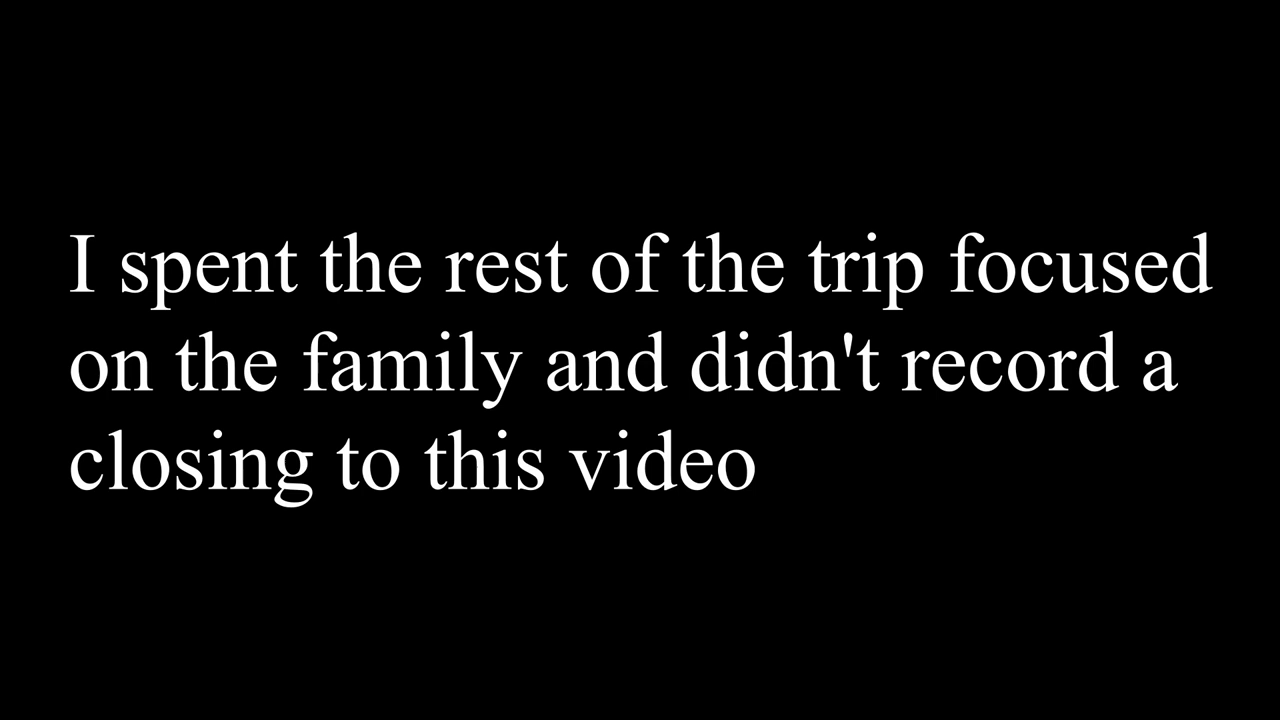 I spent the rest of the trip focused
on the family and didn't record a
closing to this video